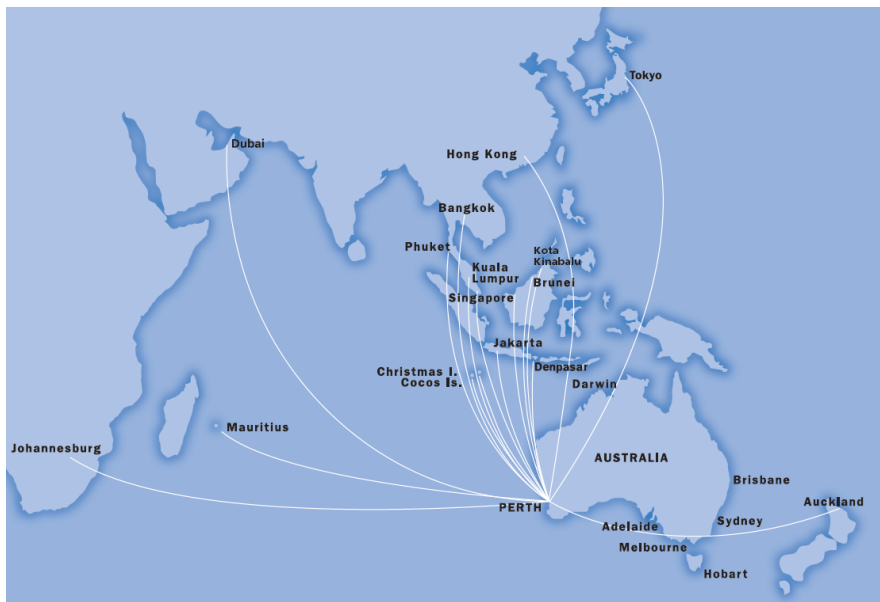 Tokyo
Dubai
Hong Kong
Bangkok
Phuket
Kota
Kinabalu
Kuala
Lumpur
Brunei
Singapore
Jakarta
Denpasar
Christmas I.
Cocos Is.
Darwin
Mauritius
Johannesburg
AUSTRALIA
Brisbane
Auckland
PERTH
Sydney
Adelaide
Melbourne
Hobart